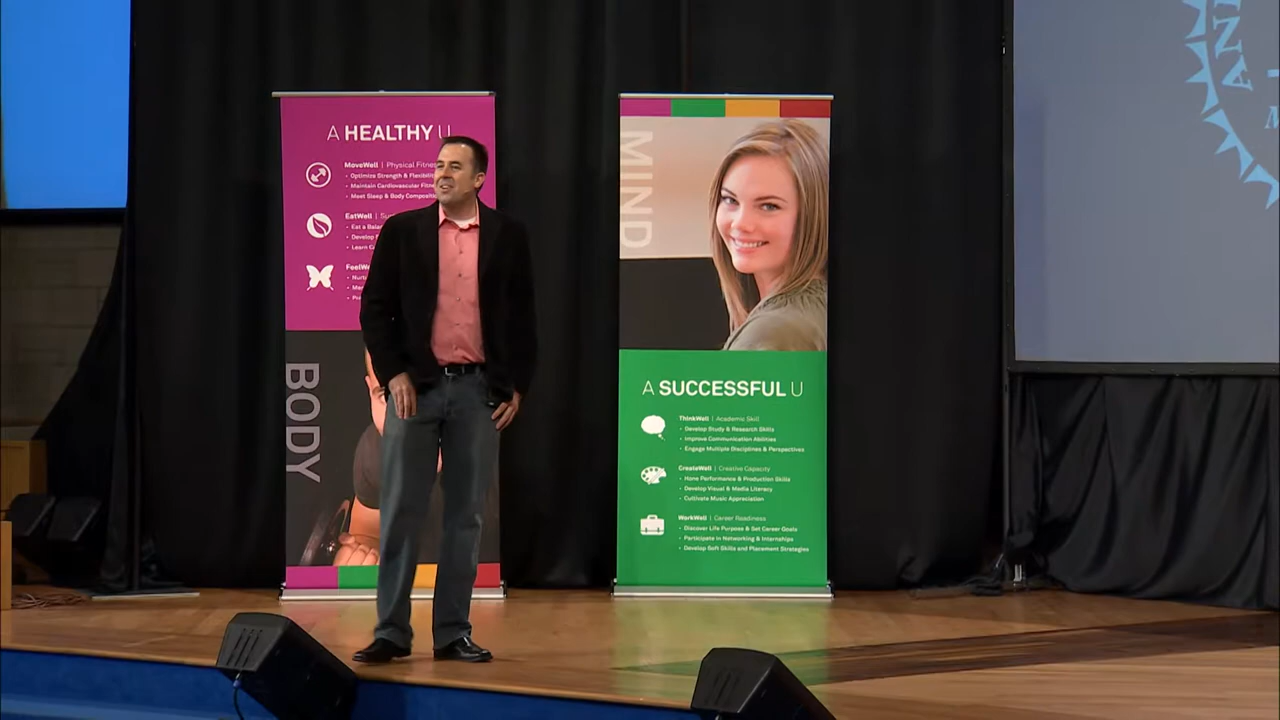 A HEALTHY U
MoveWell | Physical Fitness
• Optimize Strength & Flexibility
• Maintain Cardiovascular
• Meet Sleep & Body
EatWell |
• Eat a
• Develop
• Learn
BODY
MIND
A SUCCESSFUL U
ThinkWell | Academic Skill
• Develop Study & Research Skills
• Improve Communication Abilities
• Engage Multiple Disciplines & Perspectives
CreateWell | Creative Capacity
• Hone Performance & Production Skills
• Develop Visual & Media Literacy
• Cultivate Music Appreciation
WorkWell | Career Readiness
• Discover Life Purpose & Set Career Goals
• Participate in Networking & Internships
• Develop Soft Skills and Placement Strategies